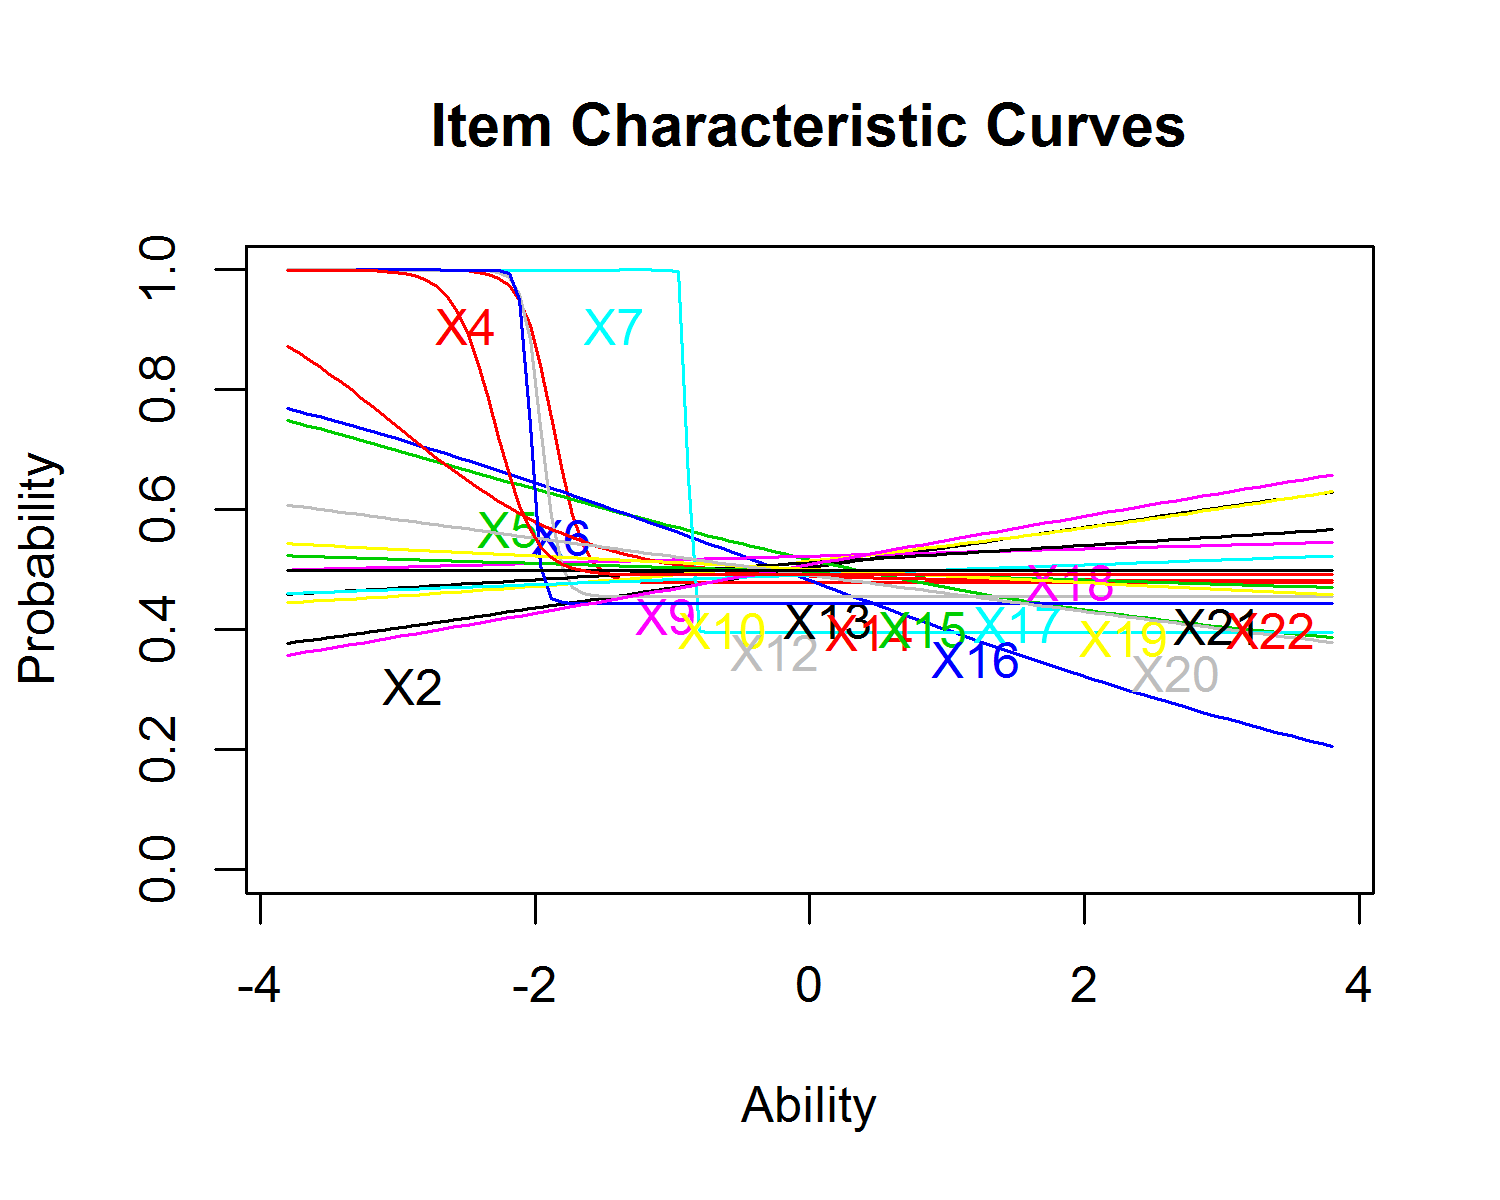 Item Characteristic Curves
Probability
1.0
0.8
0.6
0.4
0.2
0.0
X4
X7
X5
X6
X18
X9
X10
X13
X14
X15
X17
X19
X21
X22
X12
X16
X20
X2
-4
-2
0
2
4
Ability